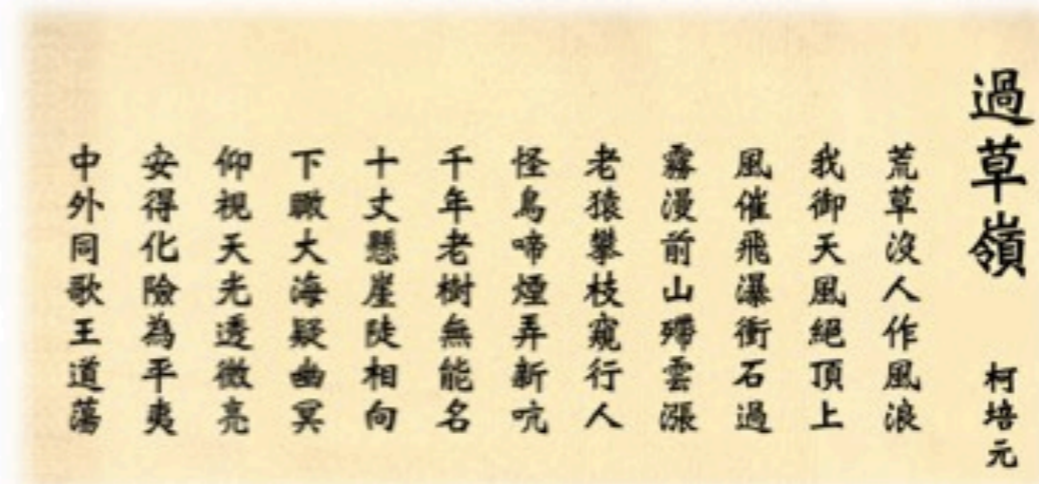 過草嶺
柯培元
荒草沒人作風浪
我御天風絕頂上
風催飛瀑衝石過
霧漫前山殢雲漲
老猿攀枝窺行人
怪鳥啼煙弄新吭
千年老樹無能名
十丈懸崖陡相向
下瞰大海疑幽冥
仰視天光透微亮
安得化險為平夷
中外同歌王道蕩